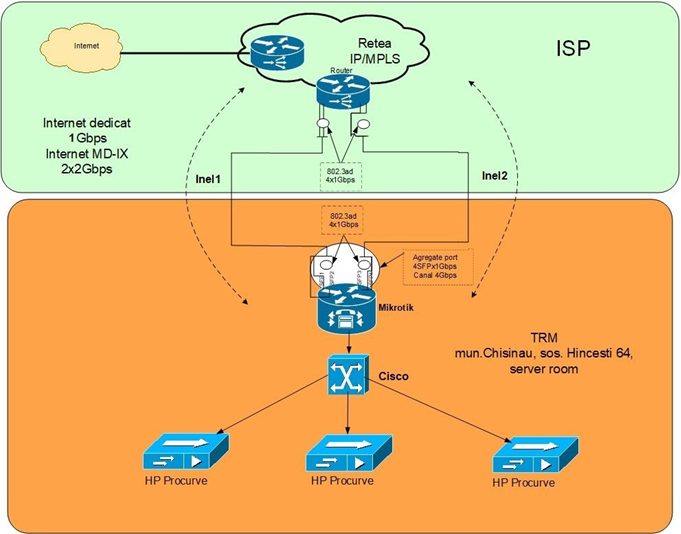 Internet
Retea
IP/MPLS
Router
ISP
Internet dedicat
1Gbps
Internet MD-IX
2x2Gbps
Inel1
Inel2
802.3ad
4x1Gbps
802.3ad
4x1Gbps
Agregate port
4SFPx1Gbps
Canal 4Gbps
Mikrotik
TRM
mun.Chisinau, sos. Hincesti 64,
server room
Cisco
HP Procurve
HP Procurve
HP Procurve